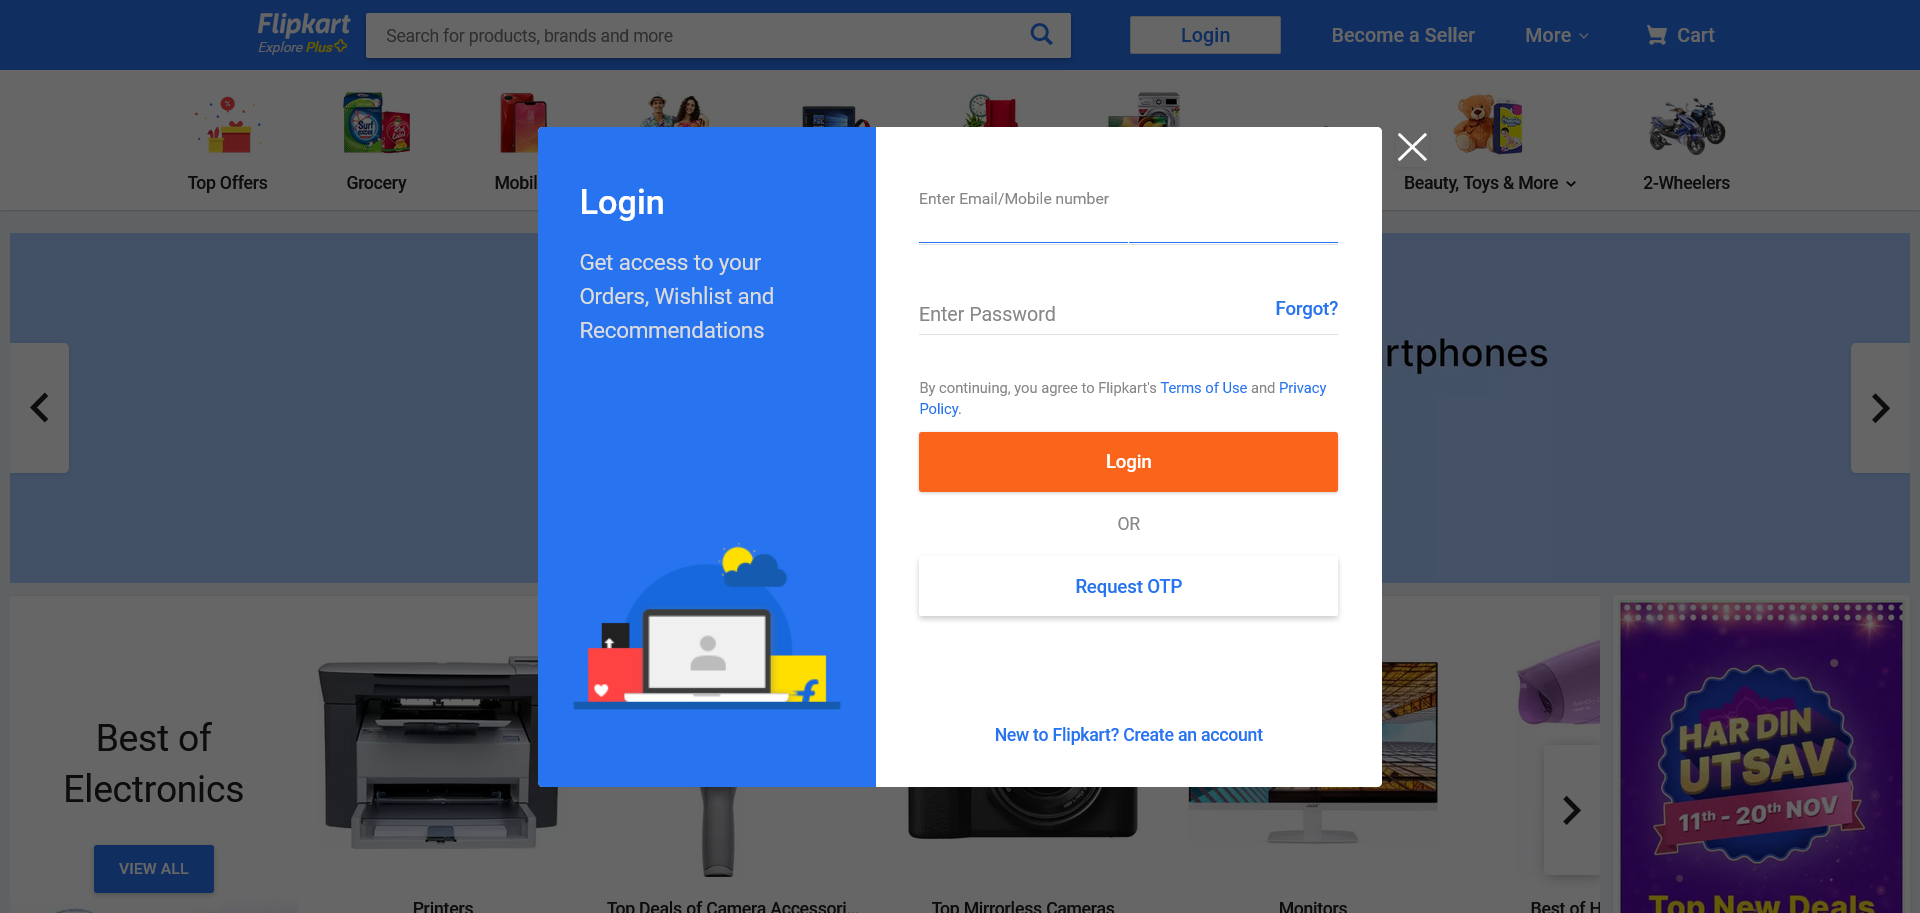 Flipkart
Explore Plus
Search for products, brands and more
Login
Become a Seller
More
Cart
Top Offers
Grocery
Mobil
Beauty, Toys & More
2-Wheelers
Login
Get access to your
Orders, Wishlist and
Recommendations
Enter Email/Mobile number
Enter Password
Forgot?
By continuing, you agree to Flipkart's Terms of Use and Privacy
Policy.
Login
OR
Request OTP
New to Flipkart? Create an account
rtphones
Best of
Electronics
VIEW ALL
Printers
Top Deals of Camera Accessori...
Top Mirrorless Cameras
Monitors
Best of H
HAR DIN
UTSAV
11th - 20th NOV
Top New Deals